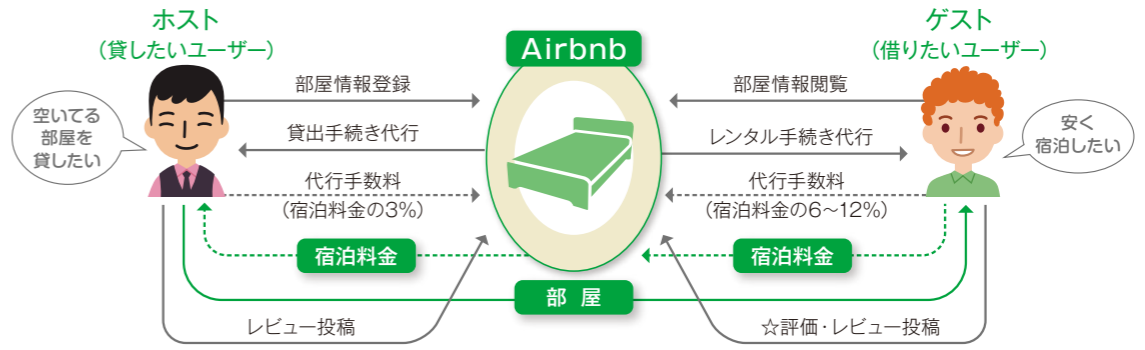 ホスト
(貸したいユーザー)
Airbnb
ゲスト
(借りたいユーザー)
空いてる
部屋を
貸したい
部屋情報登録
部屋情報閲覧
安く
宿泊したい
貸出手続き代行
レンタル手続き代行
代行手数料
(宿泊料金の3%)
代行手数料
(宿泊料金の6〜12%)
宿泊料金
宿泊料金
部 屋
レビュー投稿
☆評価・レビュー投稿